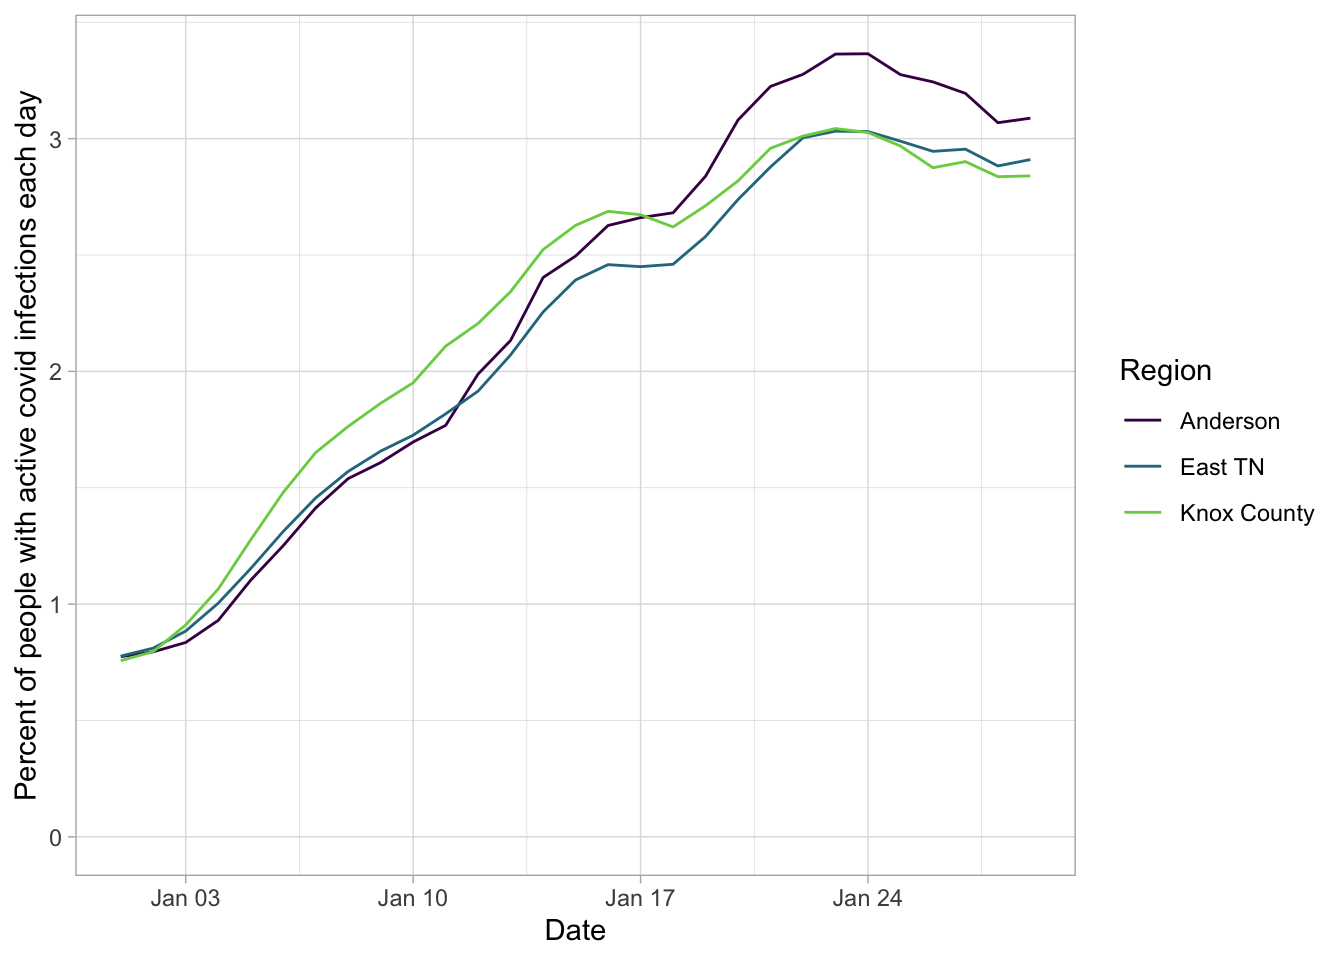 Percent of people with active covid infections each day
3
2
1
0
Jan 03
Jan 10
Jan 17
Jan 24
Date
Region
Anderson
East TN
Knox County